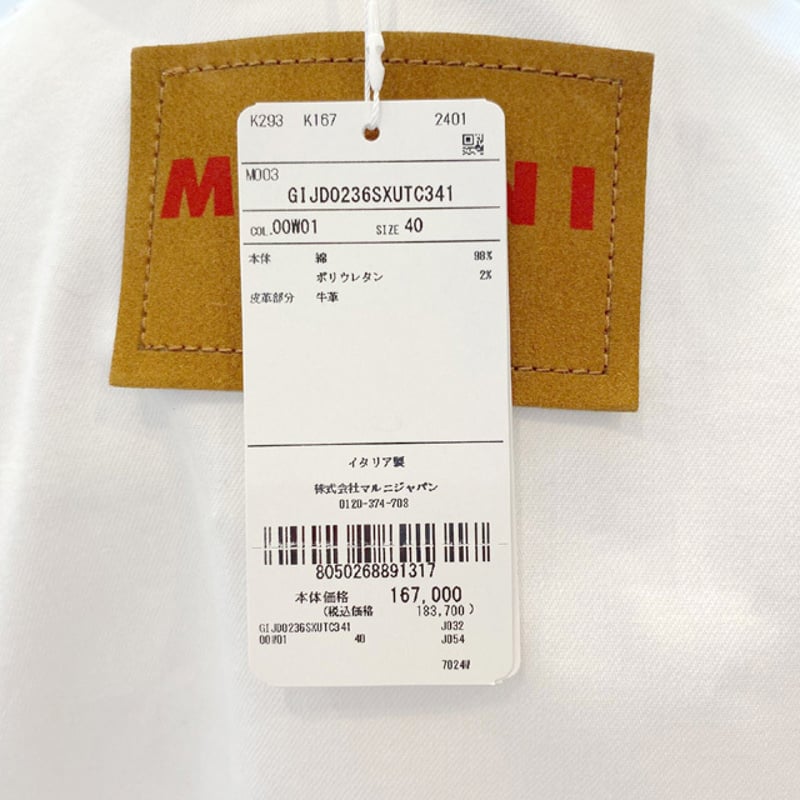 K293 K167 2401
M003
GIJD0236SXUTC341
COL.00W01 SIZE 40
本体 綿 98%
ポリウレタン 2%
皮革部分 牛革
イタリア製
株式会社マルニジャパン
0120-374-708
8050268891317
本体価格 167,000
(税込価格 183,700 )
GIJD0236SXUTC341 J032
00W01 40 J054
7024W
M NI